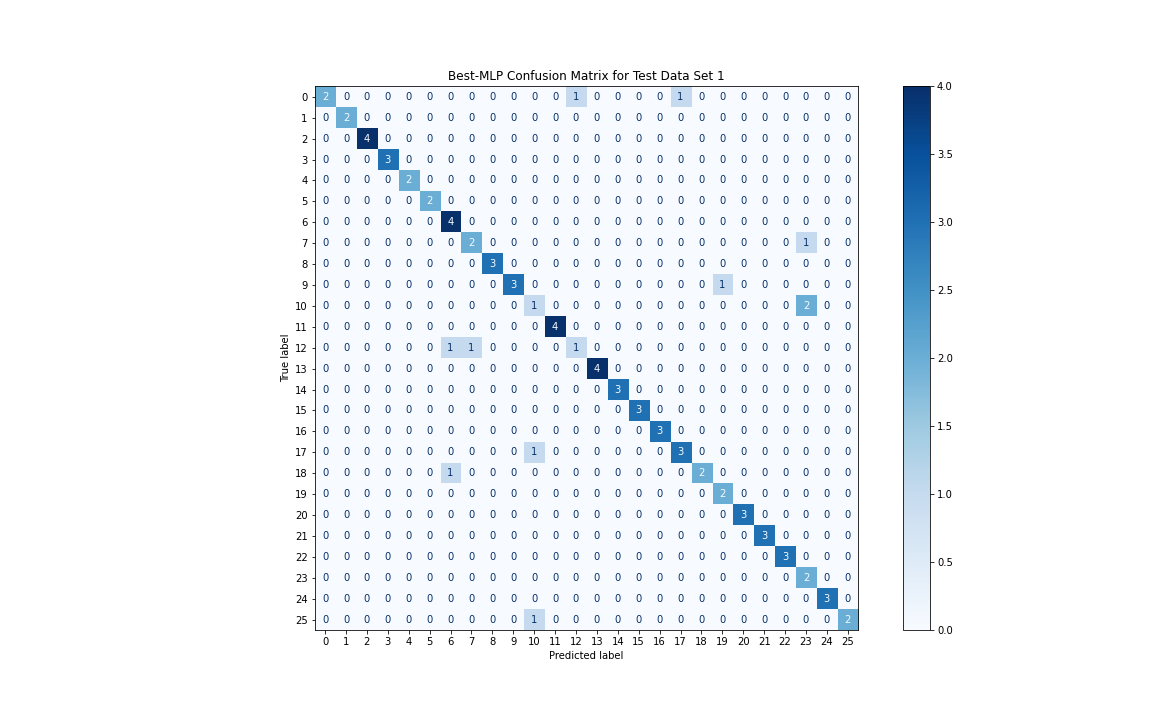 Best-MLP Confusion Matrix for Test Data Set 1
0 2 0 0 0 0 0 0 0 0 0 0 0 1 0 0 0 0 1 0 0 0 0 0 0 0 0
1 0 2 0 0 0 0 0 0 0 0 0 0 0 0 0 0 0 0 0 0 0 0 0 0 0 0
2 0 0 4 0 0 0 0 0 0 0 0 0 0 0 0 0 0 0 0 0 0 0 0 0 0 0
3 0 0 0 3 0 0 0 0 0 0 0 0 0 0 0 0 0 0 0 0 0 0 0 0 0 0
4 0 0 0 0 2 0 0 0 0 0 0 0 0 0 0 0 0 0 0 0 0 0 0 0 0 0
5 0 0 0 0 0 2 0 0 0 0 0 0 0 0 0 0 0 0 0 0 0 0 0 0 0 0
6 0 0 0 0 0 0 4 0 0 0 0 0 0 0 0 0 0 0 0 0 0 0 0 0 0 0
7 0 0 0 0 0 0 0 2 0 0 0 0 0 0 0 0 0 0 0 0 0 0 0 1 0 0
8 0 0 0 0 0 0 0 0 3 0 0 0 0 0 0 0 0 0 0 0 0 0 0 0 0 0
9 0 0 0 0 0 0 0 0 0 3 0 0 0 0 0 0 0 0 0 1 0 0 0 0 0 0
10 0 0 0 0 0 0 0 0 0 0 1 0 0 0 0 0 0 0 0 0 0 0 0 2 0 0
11 0 0 0 0 0 0 0 0 0 0 0 4 0 0 0 0 0 0 0 0 0 0 0 0 0 0
12 0 0 0 0 0 0 1 1 0 0 0 0 1 0 0 0 0 0 0 0 0 0 0 0 0 0
13 0 0 0 0 0 0 0 0 0 0 0 0 0 4 0 0 0 0 0 0 0 0 0 0 0 0
14 0 0 0 0 0 0 0 0 0 0 0 0 0 0 3 0 0 0 0 0 0 0 0 0 0 0
15 0 0 0 0 0 0 0 0 0 0 0 0 0 0 0 3 0 0 0 0 0 0 0 0 0 0
16 0 0 0 0 0 0 0 0 0 0 0 0 0 0 0 0 3 0 0 0 0 0 0 0 0 0
17 0 0 0 0 0 0 0 0 0 0 1 0 0 0 0 0 0 3 0 0 0 0 0 0 0 0
18 0 0 0 0 0 0 1 0 0 0 0 0 0 0 0 0 0 0 2 0 0 0 0 0 0 0
19 0 0 0 0 0 0 0 0 0 0 0 0 0 0 0 0 0 0 0 2 0 0 0 0 0 0
20 0 0 0 0 0 0 0 0 0 0 0 0 0 0 0 0 0 0 0 0 3 0 0 0 0 0
21 0 0 0 0 0 0 0 0 0 0 0 0 0 0 0 0 0 0 0 0 0 3 0 0 0 0
22 0 0 0 0 0 0 0 0 0 0 0 0 0 0 0 0 0 0 0 0 0 0 3 0 0 0
23 0 0 0 0 0 0 0 0 0 0 0 0 0 0 0 0 0 0 0 0 0 0 0 2 0 0
24 0 0 0 0 0 0 0 0 0 0 0 0 0 0 0 0 0 0 0 0 0 0 0 0 3 0
25 0 0 0 0 0 0 0 0 0 0 1 0 0 0 0 0 0 0 0 0 0 0 0 0 0 2
0 1 2 3 4 5 6 7 8 9 10 11 12 13 14 15 16 17 18 19 20 21 22 23 24 25
Predicted label
True label
4.0
3.5
3.0
2.5
2.0
1.5
1.0
0.5
0.0